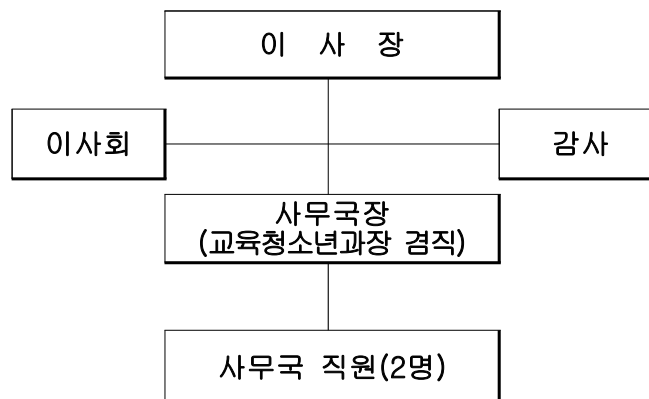 이 사 장
이사회
감사
사무국장
(교육청소년과장 겸직)
사무국 직원(2명)